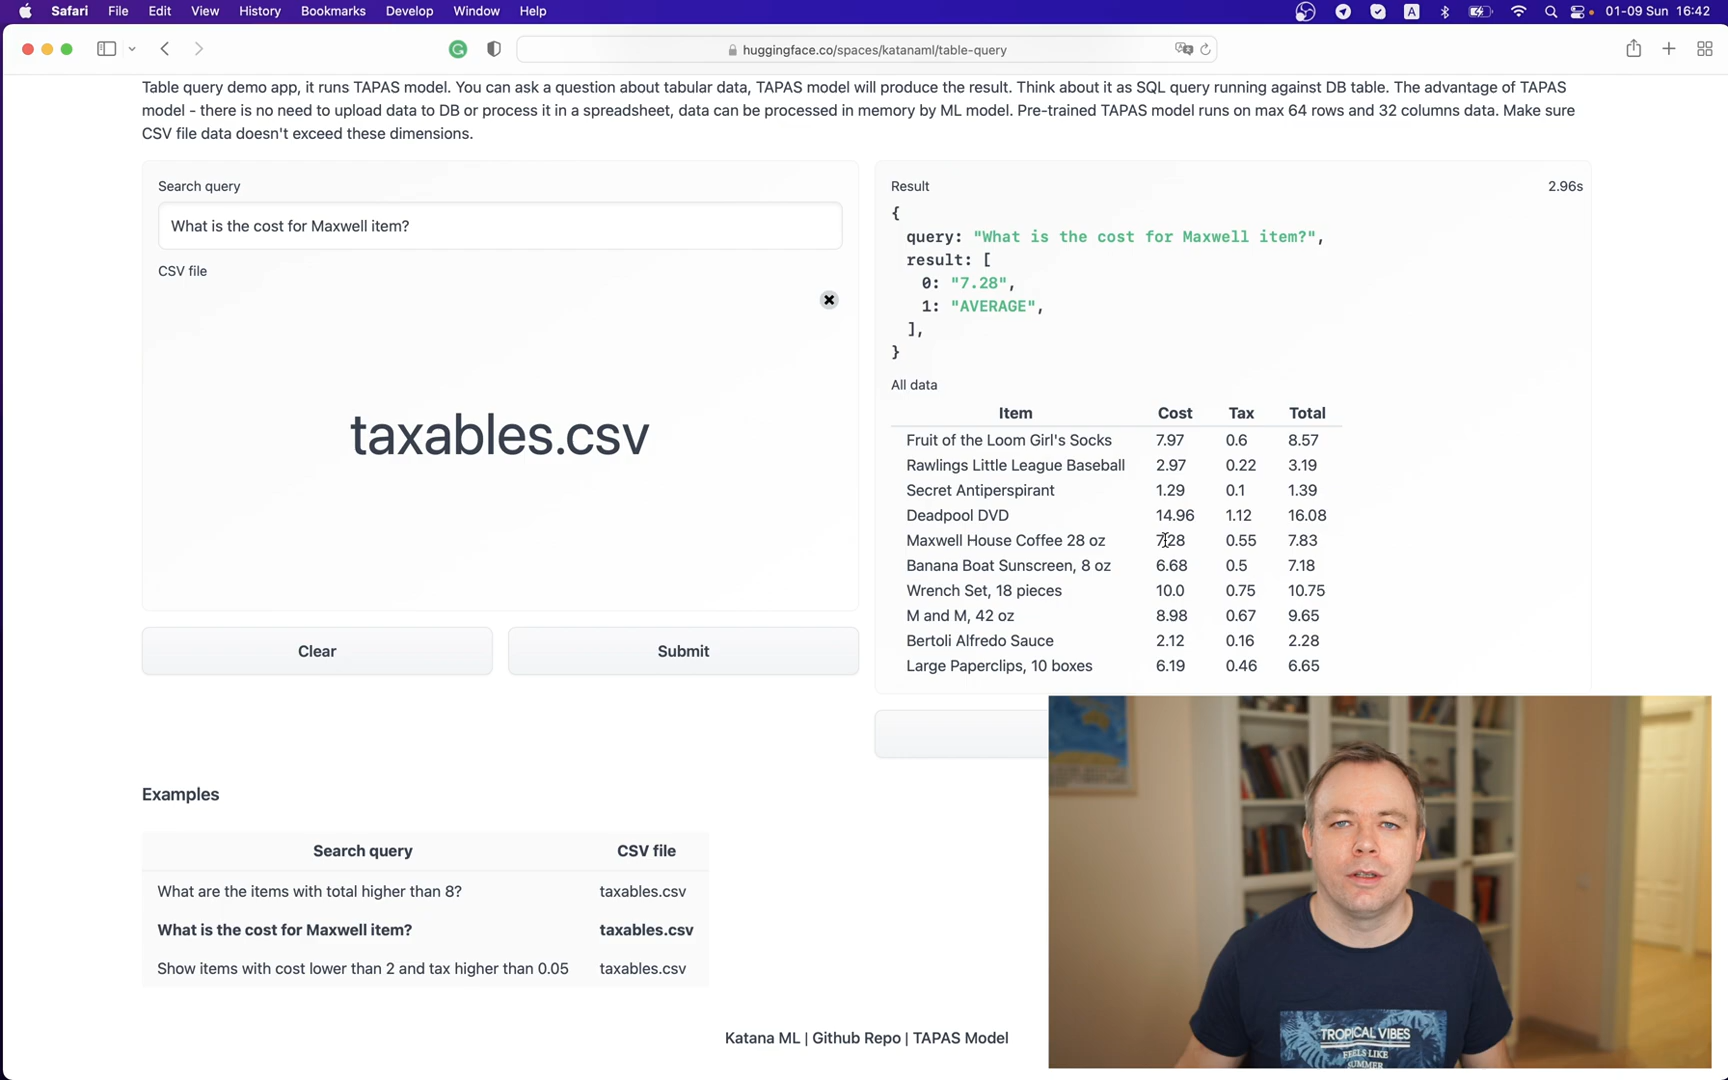 Safari File Edit View History Bookmarks Develop Window Help A 01-09 Sun 16:42
huggingface.co/spaces/katanaml/table-query
Table query demo app, it runs TAPAS model. You can ask a question about tabular data, TAPAS model will produce the result. Think about it as SQL query running against DB table. The advantage of TAPAS
model - there is no need to upload data to DB or process it in a spreadsheet, data can be processed in memory by ML model. Pre-trained TAPAS model runs on max 64 rows and 32 columns data. Make sure
CSV file data doesn't exceed these dimensions.
Search query
What is the cost for Maxwell item?
CSV file
taxables.csv
Clear Submit
Result 2.96s
{
query: "What is the cost for Maxwell item?",
result: [
0: "7.28",
1: "AVERAGE",
],
}
All data
Item Cost Tax Total
Fruit of the Loom Girl's Socks 7.97 0.6 8.57
Rawlings Little League Baseball 2.97 0.22 3.19
Secret Antiperspirant 1.29 0.1 1.39
Deadpool DVD 14.96 1.12 16.08
Maxwell House Coffee 28 oz 7.28 0.55 7.83
Banana Boat Sunscreen, 8 oz 6.68 0.5 7.18
Wrench Set, 18 pieces 10.0 0.75 10.75
M and M, 42 oz 8.98 0.67 9.65
Bertoli Alfredo Sauce 2.12 0.16 2.28
Large Paperclips, 10 boxes 6.19 0.46 6.65
Examples
Search query CSV file
What are the items with total higher than 8? taxables.csv
What is the cost for Maxwell item? taxables.csv
Show items with cost lower than 2 and tax higher than 0.05 taxables.csv
Katana ML | Github Repo | TAPAS Model
TROPICAL VIBES
FEELS LIKE
SUMMER